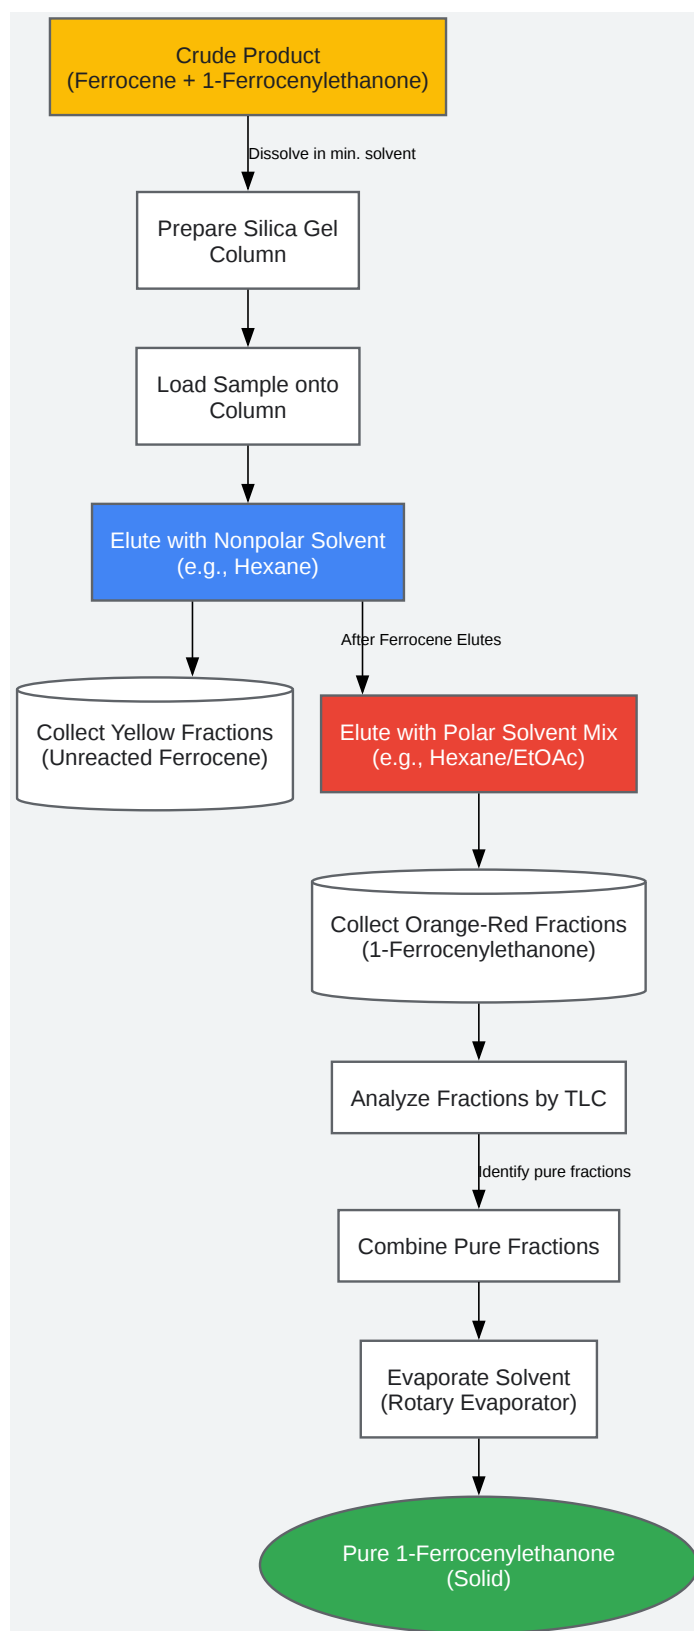 Crude Product
(Ferrocene + 1-Ferrocenylethanone)
Dissolve in min. solvent
Prepare Silica Gel
Column
Load Sample onto
Column
Elute with Nonpolar Solvent
(e.g., Hexane)
After Ferrocene Elutes
Collect Yellow Fractions
(Unreacted Ferrocene)
Elute with Polar Solvent Mix
(e.g., Hexane/EtOAc)
Collect Orange-Red Fractions
(1-Ferrocenylethanone)
Analyze Fractions by TLC
Identify pure fractions
Combine Pure Fractions
Evaporate Solvent
(Rotary Evaporator)
Pure 1-Ferrocenylethanone
(Solid)